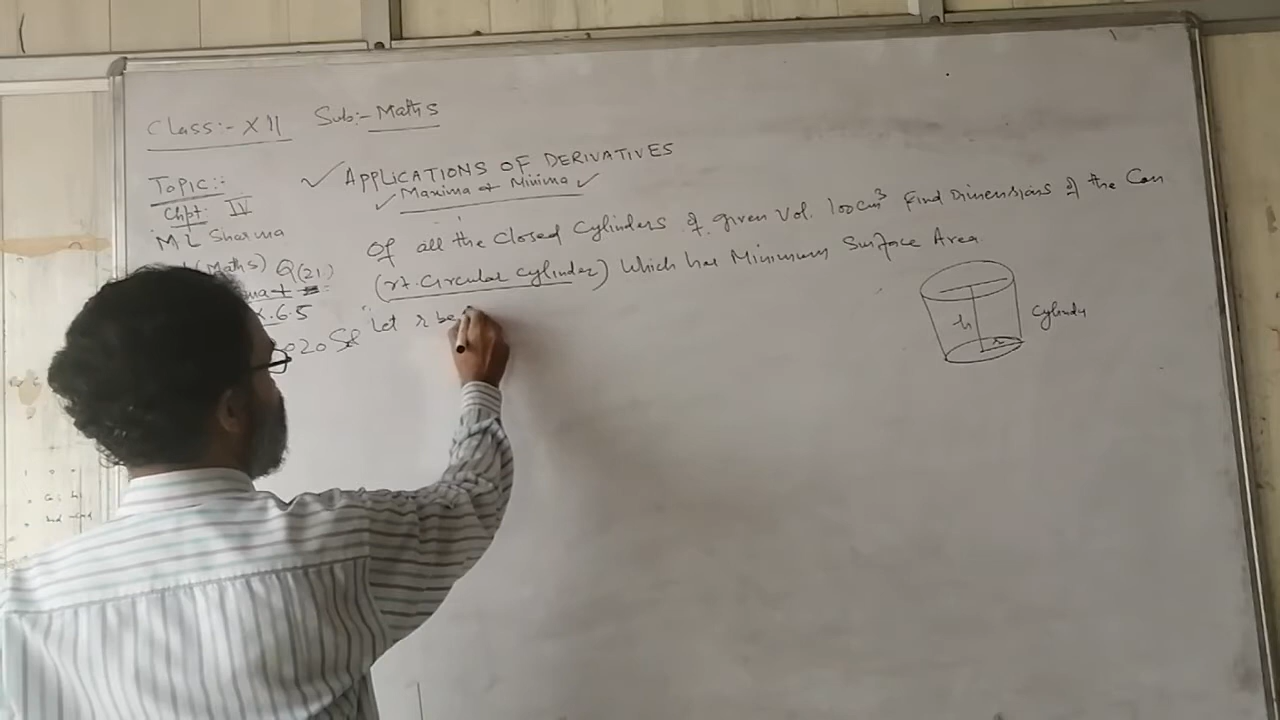 Class:- XII Sub:- Maths
Topic:- ✓ APPLICATIONS OF DERIVATIVES
✓ Maxima & Minima ✓
Chpt: IV
ML Sharma
(Maths) Q(21)
.6.5
020
Of all the Closed Cylinders of given Vol. 100cm³ Find Dimensions of the Can
(rt. Circular Cylinder) Which has Minimum Surface Area.
Let r be
h
r
Cylinder